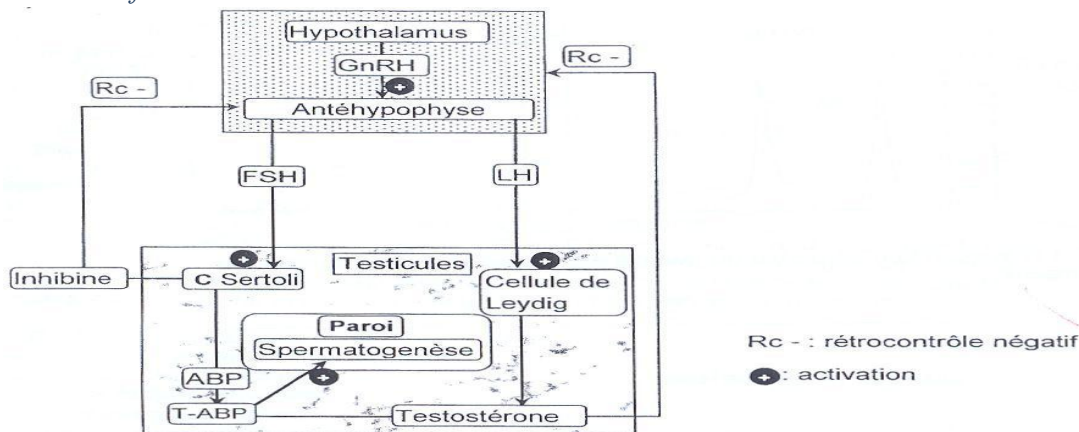 Hypothalamus
GnRH
Rc -
Rc -
Antéhypophyse
FSH
LH
Testicules
Inhibine
C Sertoli
Cellule de
Leydig
Paroi
Spermatogenèse
ABP
T-ABP
Testostérone
Rc - : rétrocontrôle négatif
+ : activation